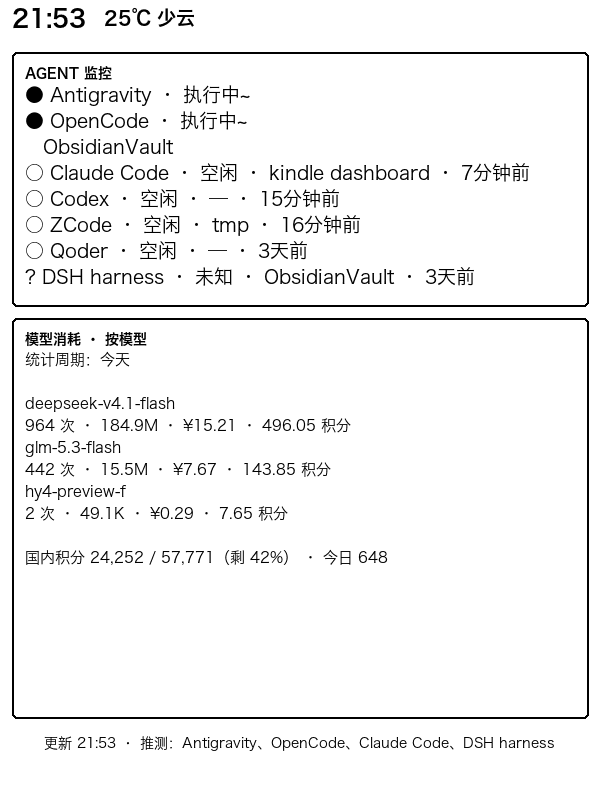 21:53 25℃ 少云
AGENT 监控
● Antigravity · 执行中~
● OpenCode · 执行中~
ObsidianVault
○ Claude Code · 空闲 · kindle dashboard · 7分钟前
○ Codex · 空闲 · — · 15分钟前
○ ZCode · 空闲 · tmp · 16分钟前
○ Qoder · 空闲 · — · 3天前
? DSH harness · 未知 · ObsidianVault · 3天前
模型消耗 · 按模型
统计周期：今天
deepseek-v4.1-flash
964 次 · 184.9M · ¥15.21 · 496.05 积分
glm-5.3-flash
442 次 · 15.5M · ¥7.67 · 143.85 积分
hy4-preview-f
2 次 · 49.1K · ¥0.29 · 7.65 积分
国内积分 24,252 / 57,771（剩 42%） · 今日 648
更新 21:53 · 推测：Antigravity、OpenCode、Claude Code、DSH harness